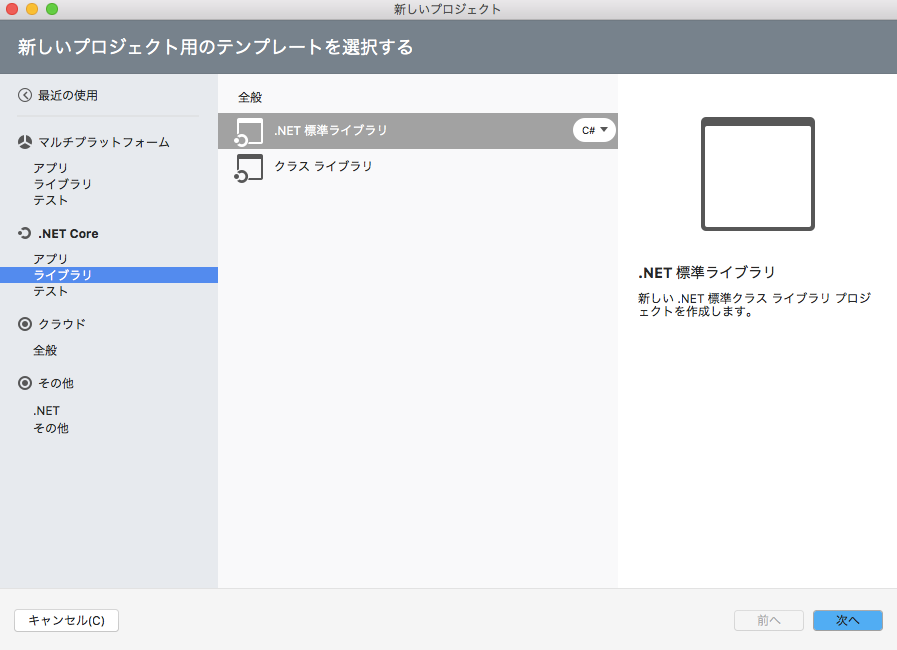 新しいプロジェクト
新しいプロジェクト用のテンプレートを選択する
最近の使用
マルチプラットフォーム
アプリ
ライブラリ
テスト
.NET Core
アプリ
ライブラリ
テスト
クラウド
全般
その他
.NET
その他
全般
.NET 標準ライブラリ
C#
クラス ライブラリ
.NET 標準ライブラリ
新しい .NET 標準クラス ライブラリ プロジ
ェクトを作成します。
キャンセル(C)
前へ
次へ